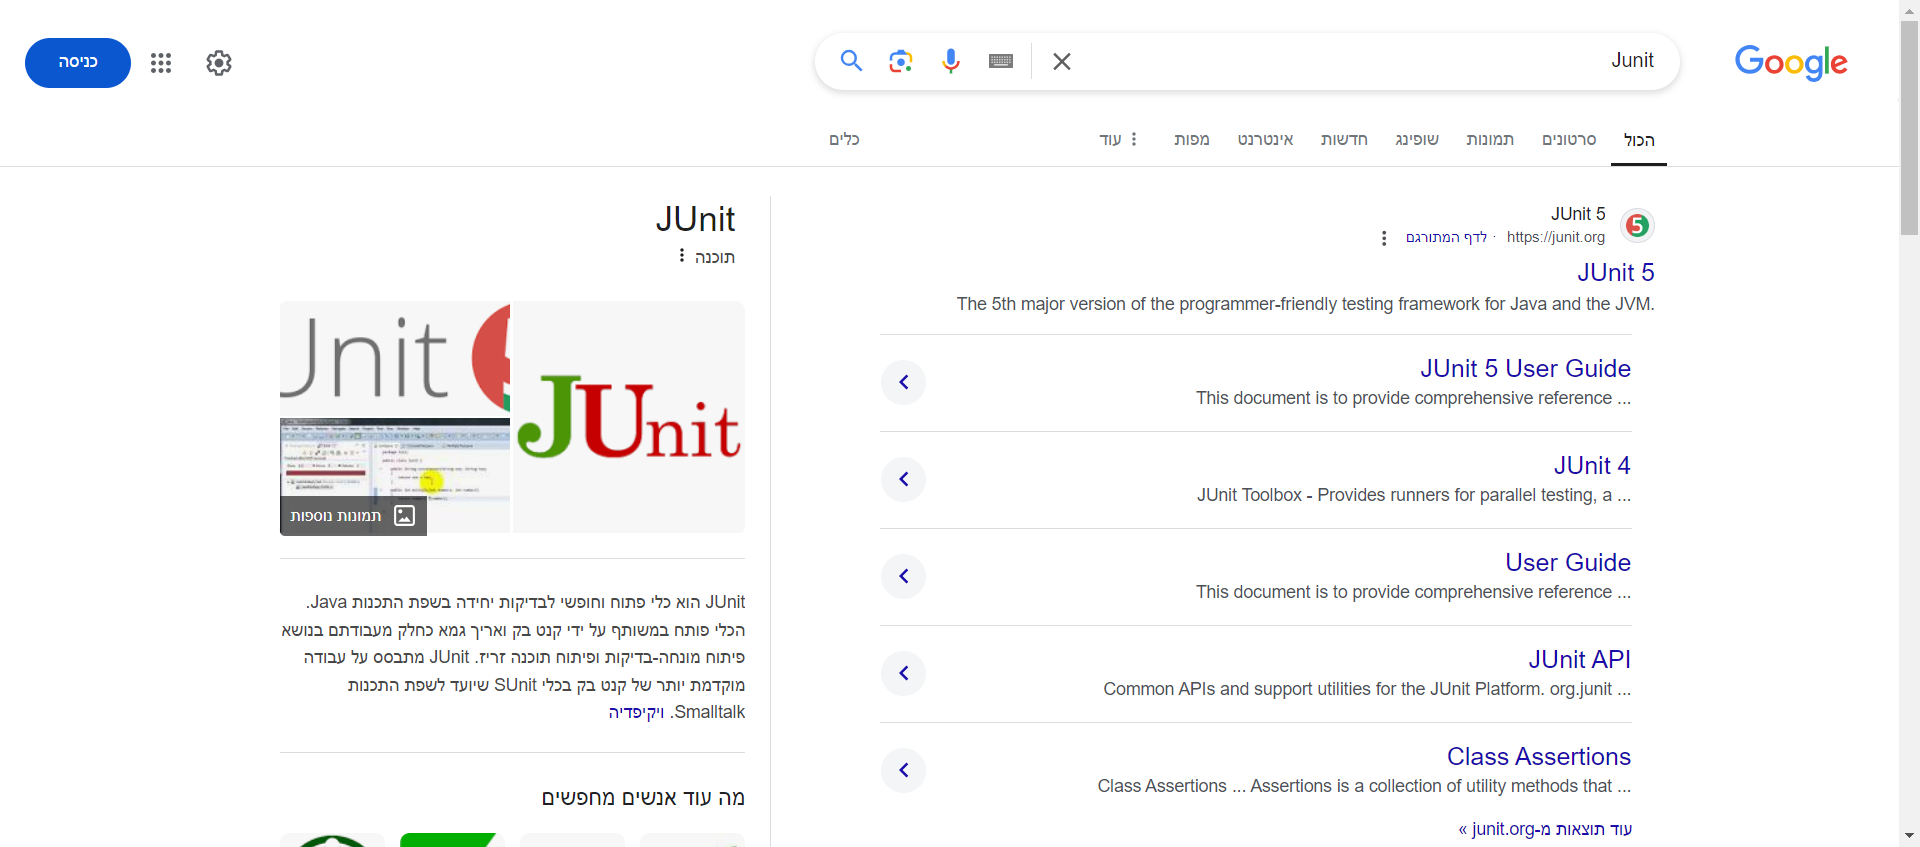 כניסה
Junit
Google
הכול
סרטונים
תמונות
שופינג
חדשות
אינטרנט
מפות
עוד
כלים
JUnit 5
https://junit.org · לדף המתורגם
JUnit 5
The 5th major version of the programmer-friendly testing framework for Java and the JVM.
JUnit 5 User Guide
This document is to provide comprehensive reference ...
JUnit 4
JUnit Toolbox - Provides runners for parallel testing, a ...
User Guide
This document is to provide comprehensive reference ...
JUnit API
Common APIs and support utilities for the JUnit Platform. org.junit ...
Class Assertions
Class Assertions ... Assertions is a collection of utility methods that ...
עוד תוצאות מ-junit.org »
JUnit
תוכנה
JUnit
Unit
תמונות נוספות
JUnit הוא כלי פתוח וחופשי לבדיקות יחידה בשפת התכנות Java.
הכלי פותח במשותף על ידי קנט בק ואריך גמא כחלק מעבודתם בנושא
פיתוח מונחה-בדיקות ופיתוח תוכנה זריז. JUnit מתבסס על עבודה
מוקדמת יותר של קנט בק בכלי SUnit שיועד לשפת התכנות
Smalltalk. ויקיפדיה
מה עוד אנשים מחפשים